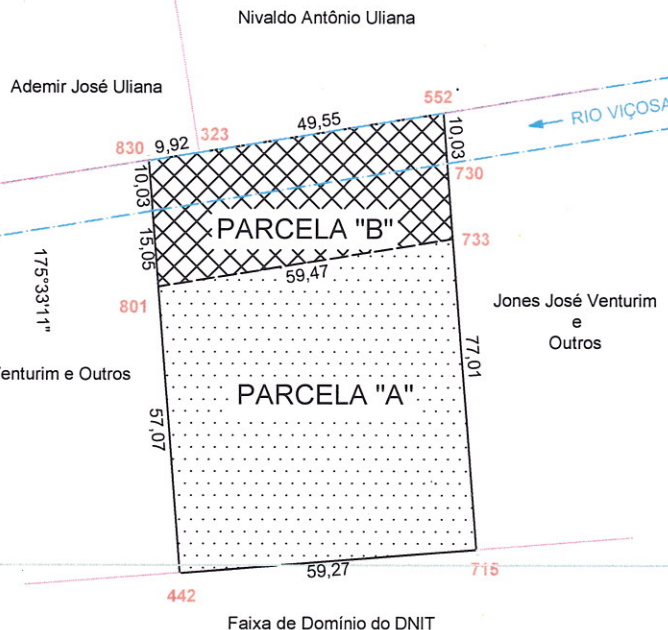 Nivaldo Antônio Uliana
Ademir José Uliana
552
RIO VIÇOSA
830
9,92
323
49,55
10,03
10,03
730
15,05
PARCELA "B"
733
59,47
175°33'11"
801
Jones José Venturim
e
Outros
Venturim e Outros
PARCELA "A"
77,01
57,07
59,27
715
442
Faixa de Domínio do DNIT